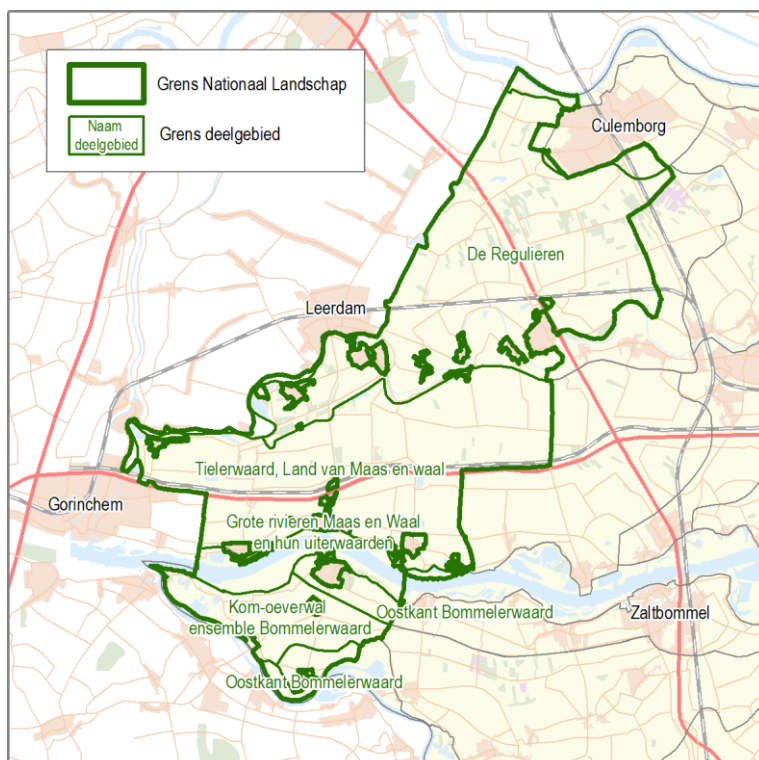 Grens Nationaal Landschap
Naam
deelgebied
Grens deelgebied
Culemborg
De Regulieren
Leerdam
Tielerwaard, Land van Maas en waal
Gorinchem
Grote rivieren Maas en Waal
en hun uiterwaarden
Kom-oeverwal
ensemble Bommelerwaard
Oostkant Bommelerwaard
Zaltbommel
Oostkant Bommelerwaard